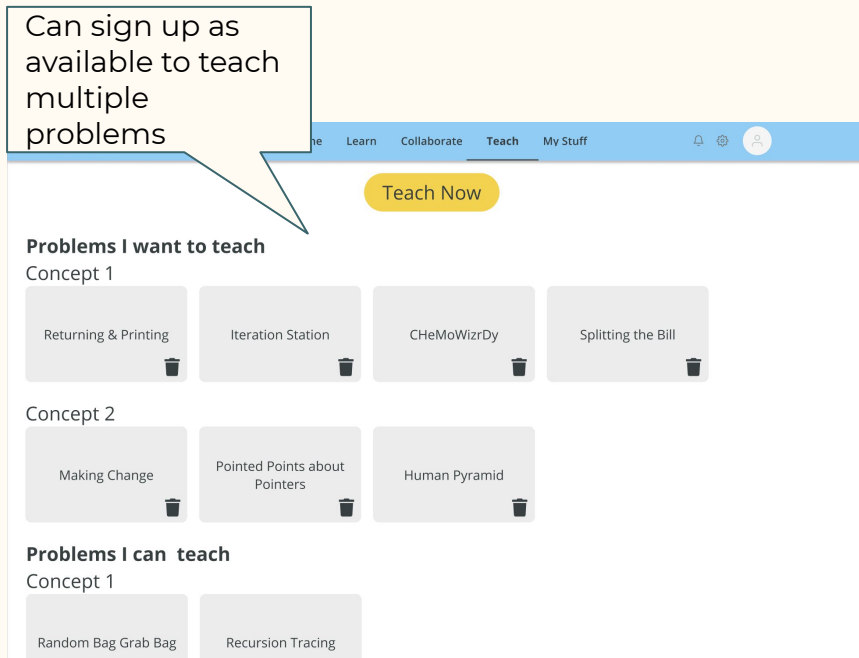 Can sign up as
available to teach
multiple
problems
Learn Collaborate Teach My Stuff
Teach Now
Problems I want to teach
Concept 1
Returning & Printing Iteration Station CHeMoWizrDy Splitting the Bill
Concept 2
Making Change Pointed Points about
Pointers Human Pyramid
Problems I can teach
Concept 1
Random Bag Grab Bag Recursion Tracing